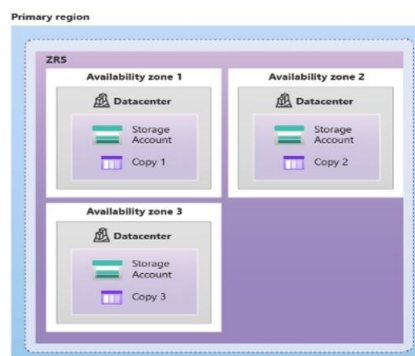 Primary region
ZRS
Availability zone 1
Datacenter
Storage
Account
Copy 1
Availability zone 2
Datacenter
Storage
Account
Copy 2
Availability zone 3
Datacenter
Storage
Account
Copy 3